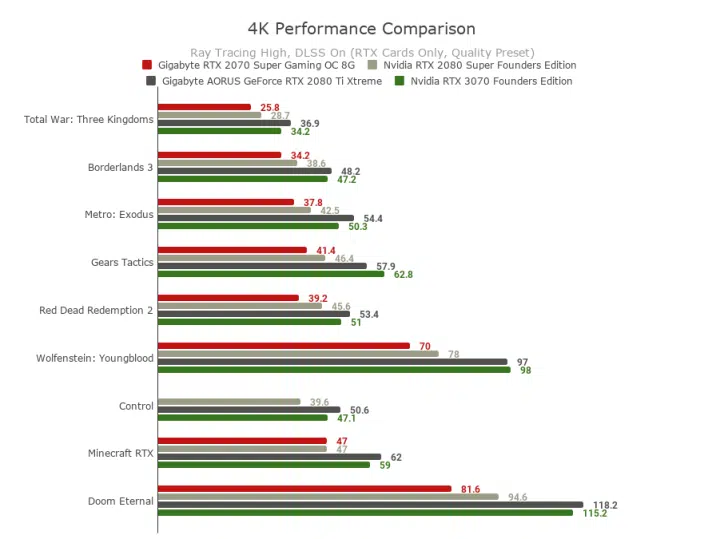 4K Performance Comparison
Ray Tracing High, DLSS On (RTX Cards Only, Quality Preset)
Gigabyte RTX 2070 Super Gaming OC 8G Nvidia RTX 2080 Super Founders Edition
Gigabyte AORUS GeForce RTX 2080 Ti Xtreme Nvidia RTX 3070 Founders Edition
25.8
28.7
Total War: Three Kingdoms
36.9
34.2
34.2
38.6
Borderlands 3
48.2
47.2
37.8
42.5
Metro: Exodus
54.4
50.3
41.4
46.4
Gears Tactics
57.9
62.8
39.2
45.6
Red Dead Redemption 2
53.4
51
70
78
Wolfenstein: Youngblood
97
98
39.6
Control
50.6
47.1
47
47
Minecraft RTX
62
59
81.6
94.6
Doom Eternal
118.2
115.2